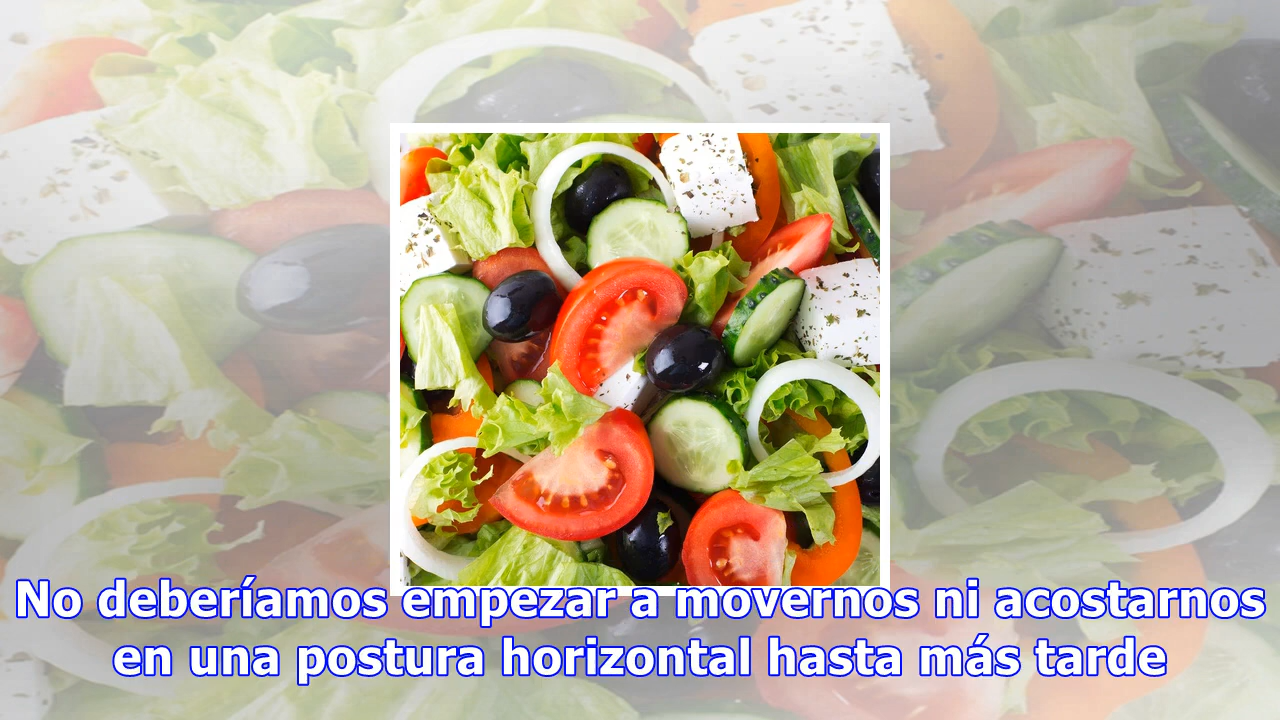 No deberíamos empezar a movernos ni acostarnos
en una postura horizontal hasta más tarde